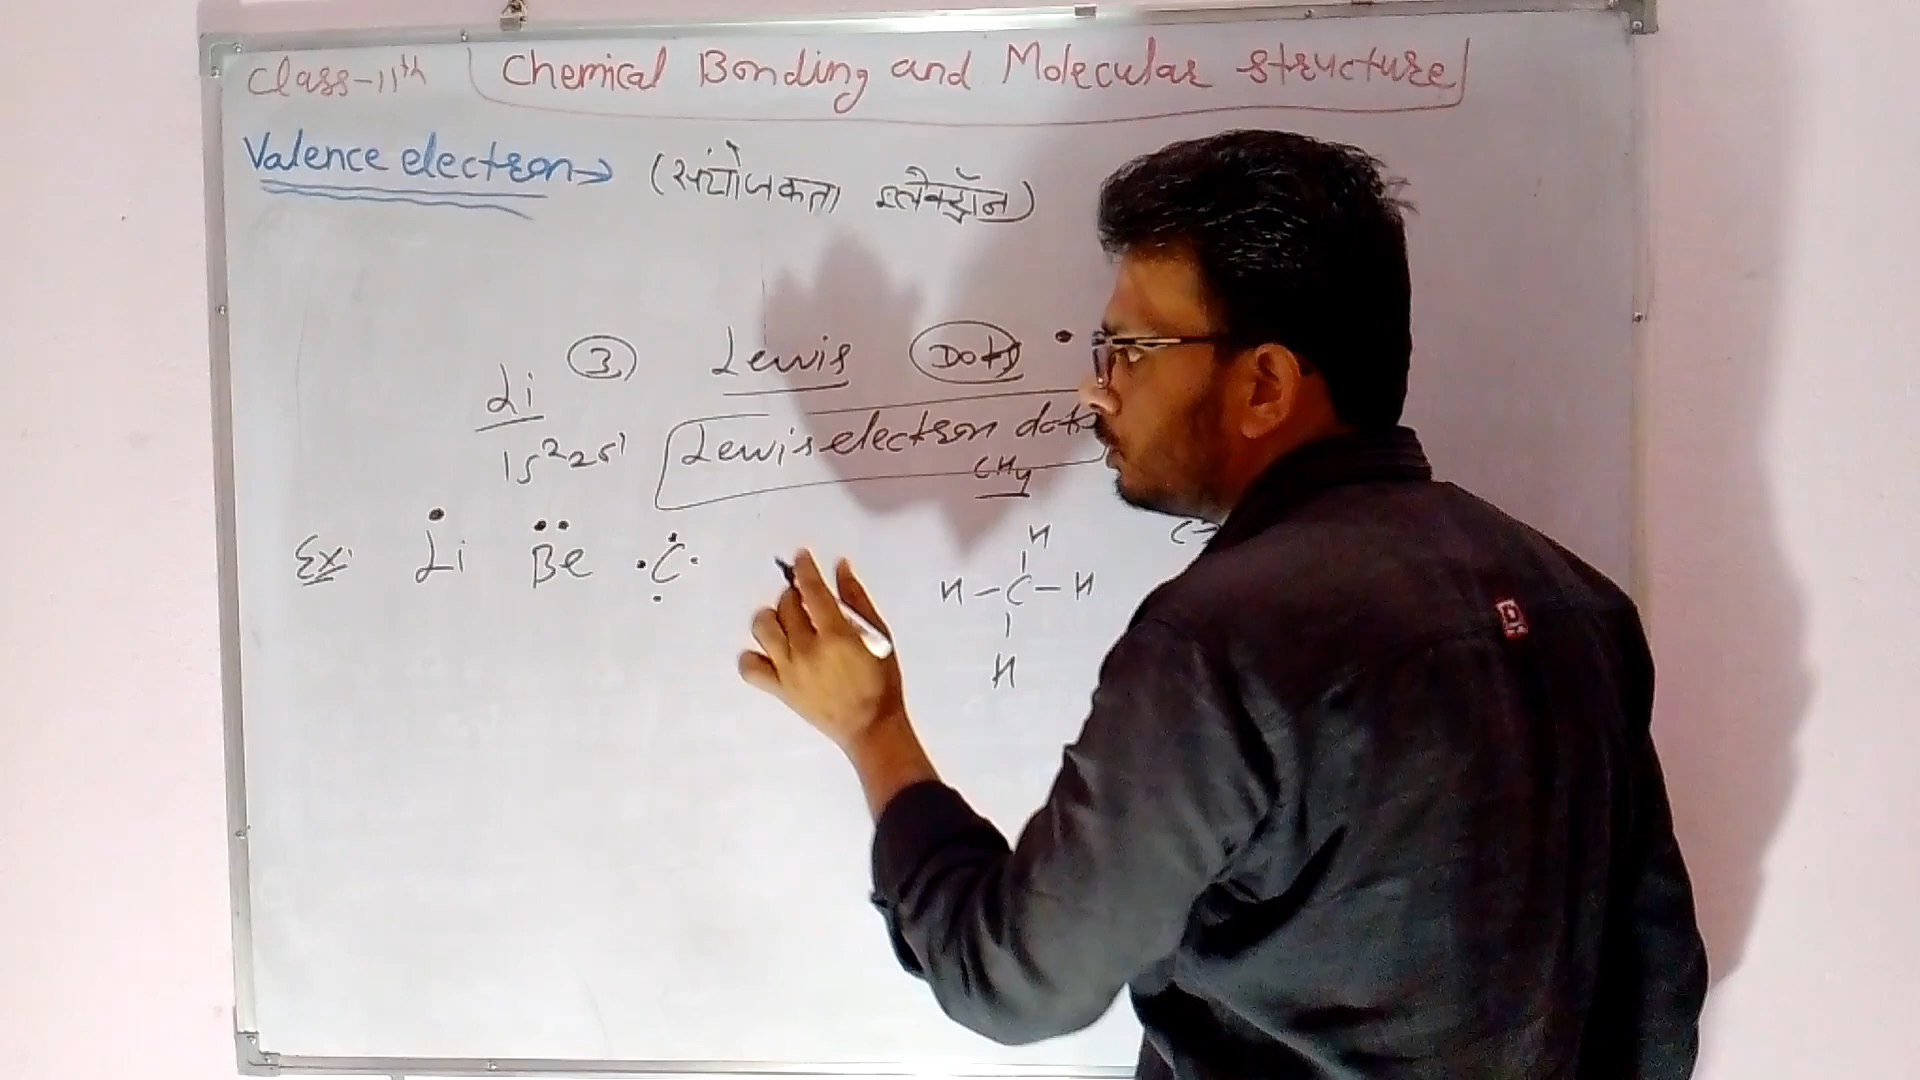 Class-11th Chemical Bonding and Molecular structure
Valence electron→ (संयोजकता इलेक्ट्रॉन)
Li ③ Lewis Dots
1s²2s¹ Lewis electron dots
CH4
Ex. Li Be C
H
H – C – H
H